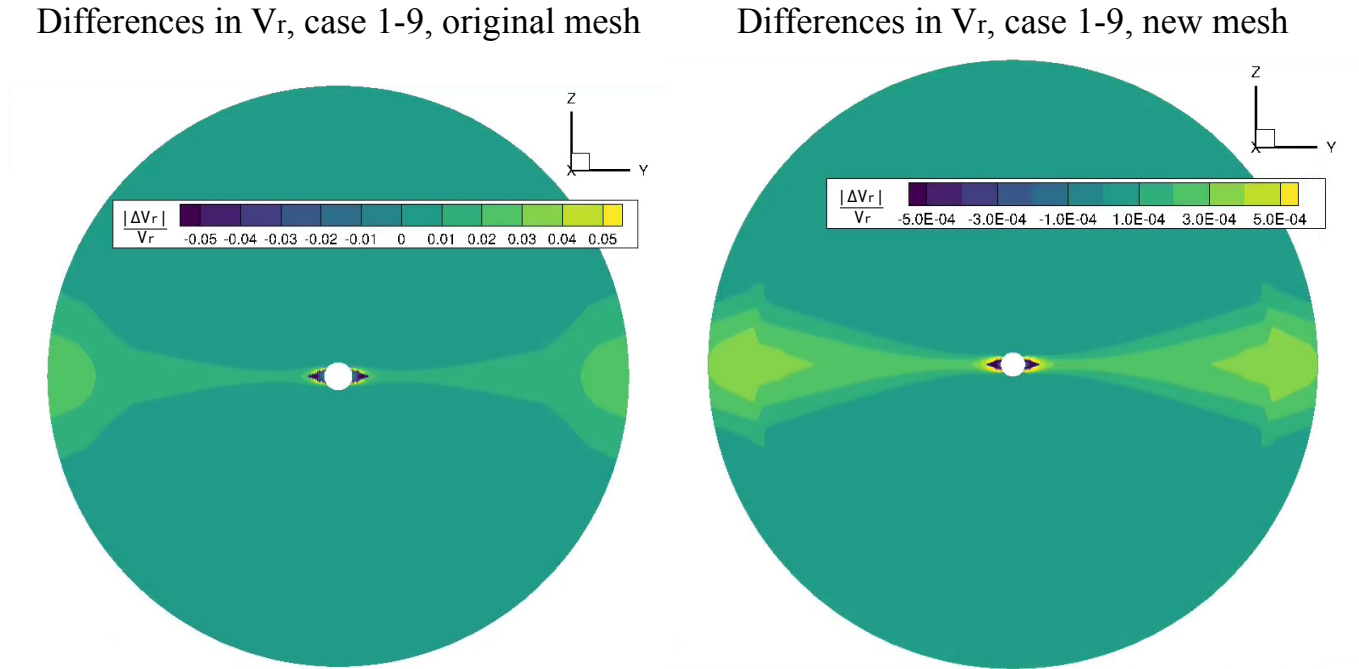 Differences in Vr, case 1-9, original mesh
Differences in Vr, case 1-9, new mesh
Z
X
Y
|ΔVr|
Vr
-0.05 -0.04 -0.03 -0.02 -0.01 0 0.01 0.02 0.03 0.04 0.05
Z
X
Y
|ΔVr|
Vr
-5.0E-04 -3.0E-04 -1.0E-04 1.0E-04 3.0E-04 5.0E-04